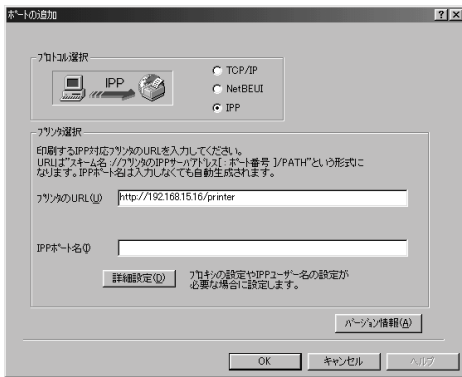 ポートの追加
プロトコル選択
IPP
TCP/IP
NetBEUI
IPP
プリンタ選択
印刷するIPP対応プリンタのURLを入力してください。
URLは"スキーム名://プリンタのIPPサーバアドレス[:ポート番号]/PATH"という形式に
なります。IPPポート名は入力しなくても自動生成されます。
プリンタのURL(U)
http://192.168.15.16/printer
IPPポート名(I)
詳細設定(D)
プロキシの設定やIPPユーザー名の設定が
必要な場合に設定します。
バージョン情報(A)
OK
キャンセル
ヘルプ